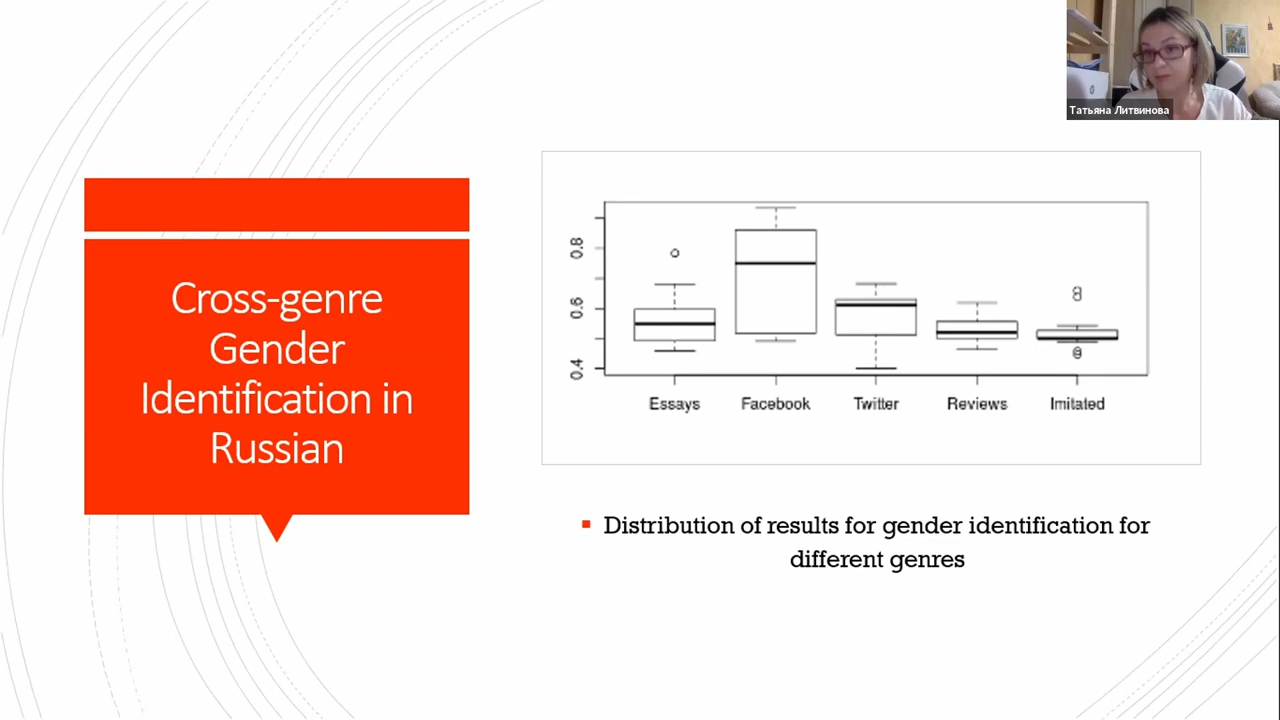 Татьяна Литвинова
Cross-genre
Gender
Identification in
Russian
0.8
0.6
0.4
Essays Facebook Twitter Reviews Imitated
Distribution of results for gender identification for
different genres